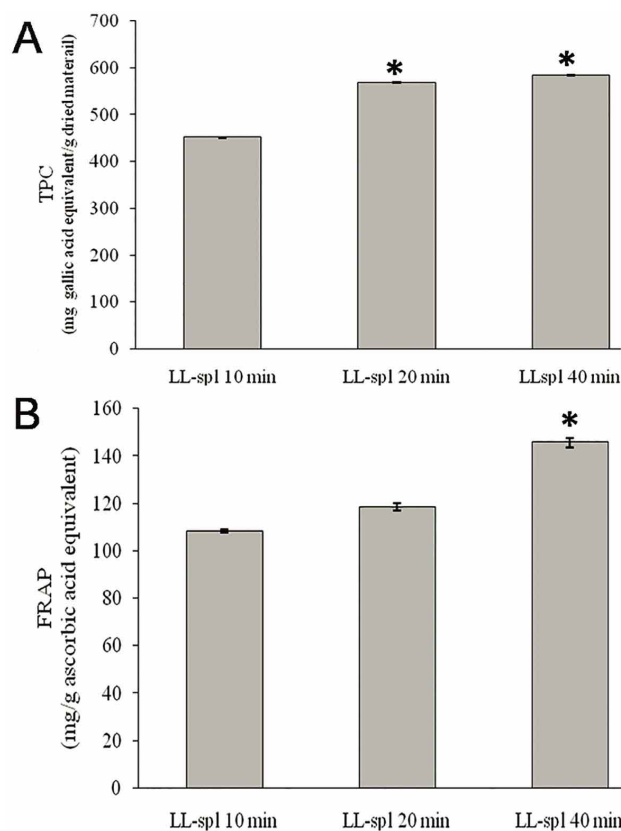 A
TPC
(mg gallic acid equivalent/g dried materail)
700
600
500
400
300
200
100
0
*
*
LL-spl 10 min
LL-spl 20 min
LLspl 40 min
B
FRAP
(mg/g ascorbic acid equivalent)
160
140
120
100
80
60
40
20
0
*
LL-spl 10 min
LL-spl 20 min
LL-spl 40 min